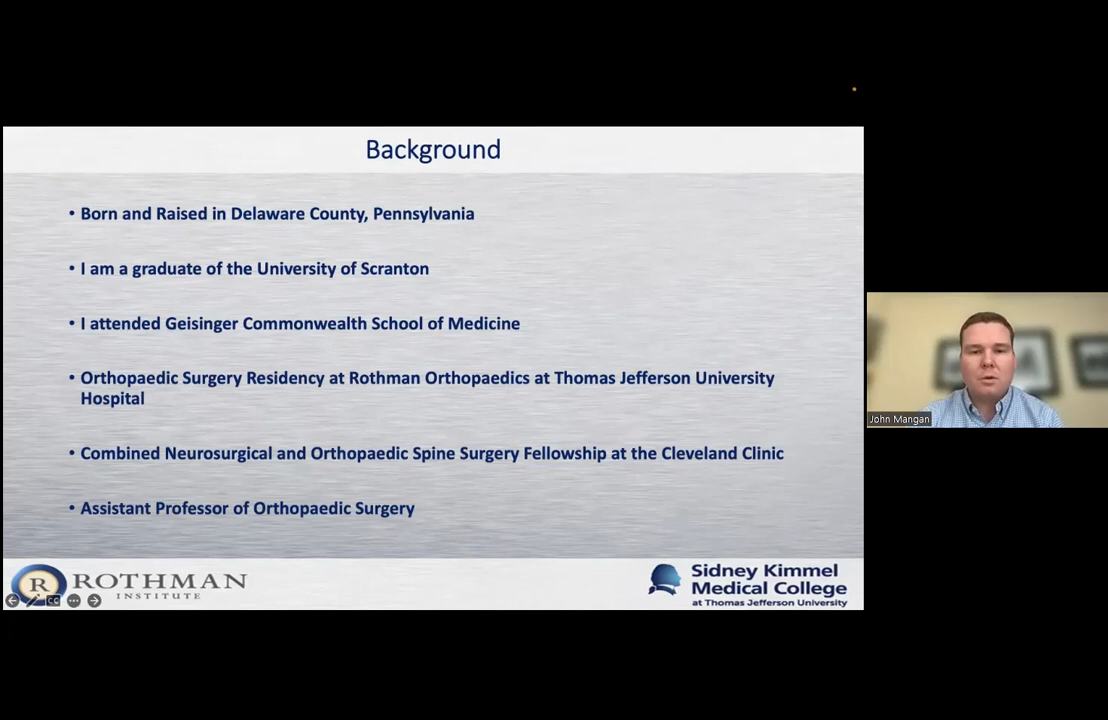 Background
• Born and Raised in Delaware County, Pennsylvania
• I am a graduate of the University of Scranton
• I attended Geisinger Commonwealth School of Medicine
• Orthopaedic Surgery Residency at Rothman Orthopaedics at Thomas Jefferson University
Hospital
• Combined Neurosurgical and Orthopaedic Spine Surgery Fellowship at the Cleveland Clinic
• Assistant Professor of Orthopaedic Surgery
R ROTHMAN
INSTITUTE
CC
Sidney Kimmel
Medical College
at Thomas Jefferson University
John Mangan